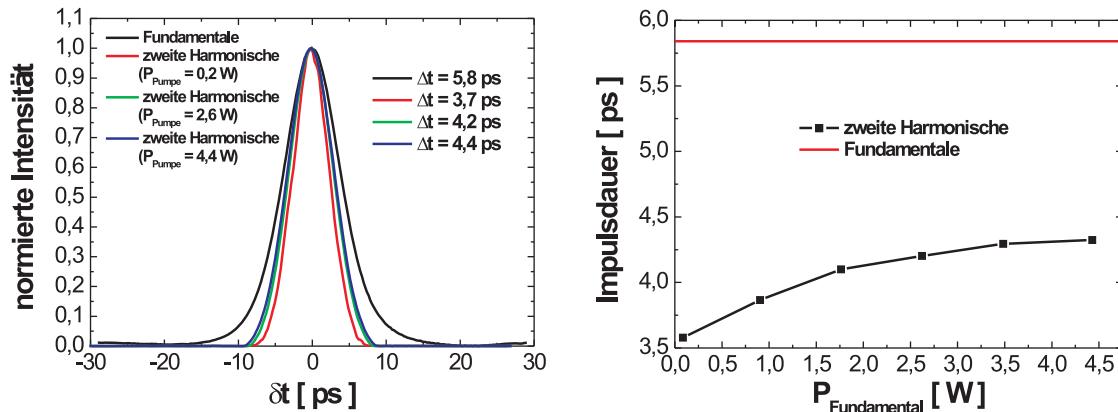 normierte Intensität
1,1
1,0
0,9
0,8
0,7
0,6
0,5
0,4
0,3
0,2
0,1
0,0
Fundamentale
zweite Harmonische
(P_Pumpe = 0,2 W)
zweite Harmonische
(P_Pumpe = 2,6 W)
zweite Harmonische
(P_Pumpe = 4,4 W)
Δt = 5,8 ps
Δt = 3,7 ps
Δt = 4,2 ps
Δt = 4,4 ps
-30 -20 -10 0 10 20 30
δt [ ps ]
Impulsdauer [ ps ]
6,0
5,5
5,0
4,5
4,0
3,5
zweite Harmonische
Fundamentale
0,0 0,5 1,0 1,5 2,0 2,5 3,0 3,5 4,0 4,5
P_Fundamental [ W ]